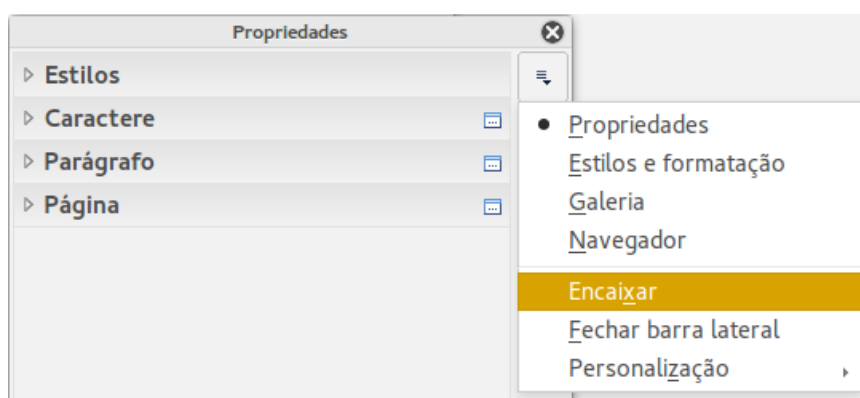 Propriedades
Estilos
Caractere
Parágrafo
Página
Propriedades
Estilos e formatação
Galeria
Navegador
Encaixar
Fechar barra lateral
Personalização